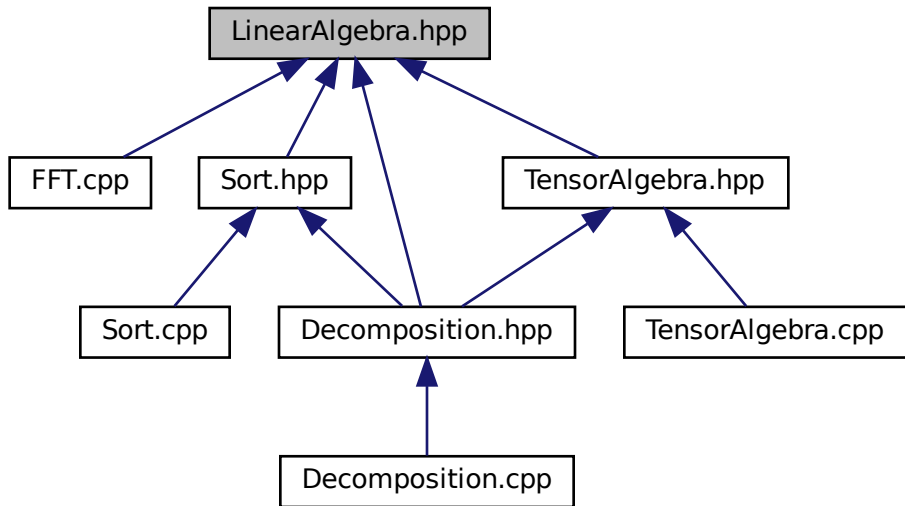 LinearAlgebra.hpp
FFT.cpp
Sort.hpp
TensorAlgebra.hpp
Sort.cpp
Decomposition.hpp
TensorAlgebra.cpp
Decomposition.cpp